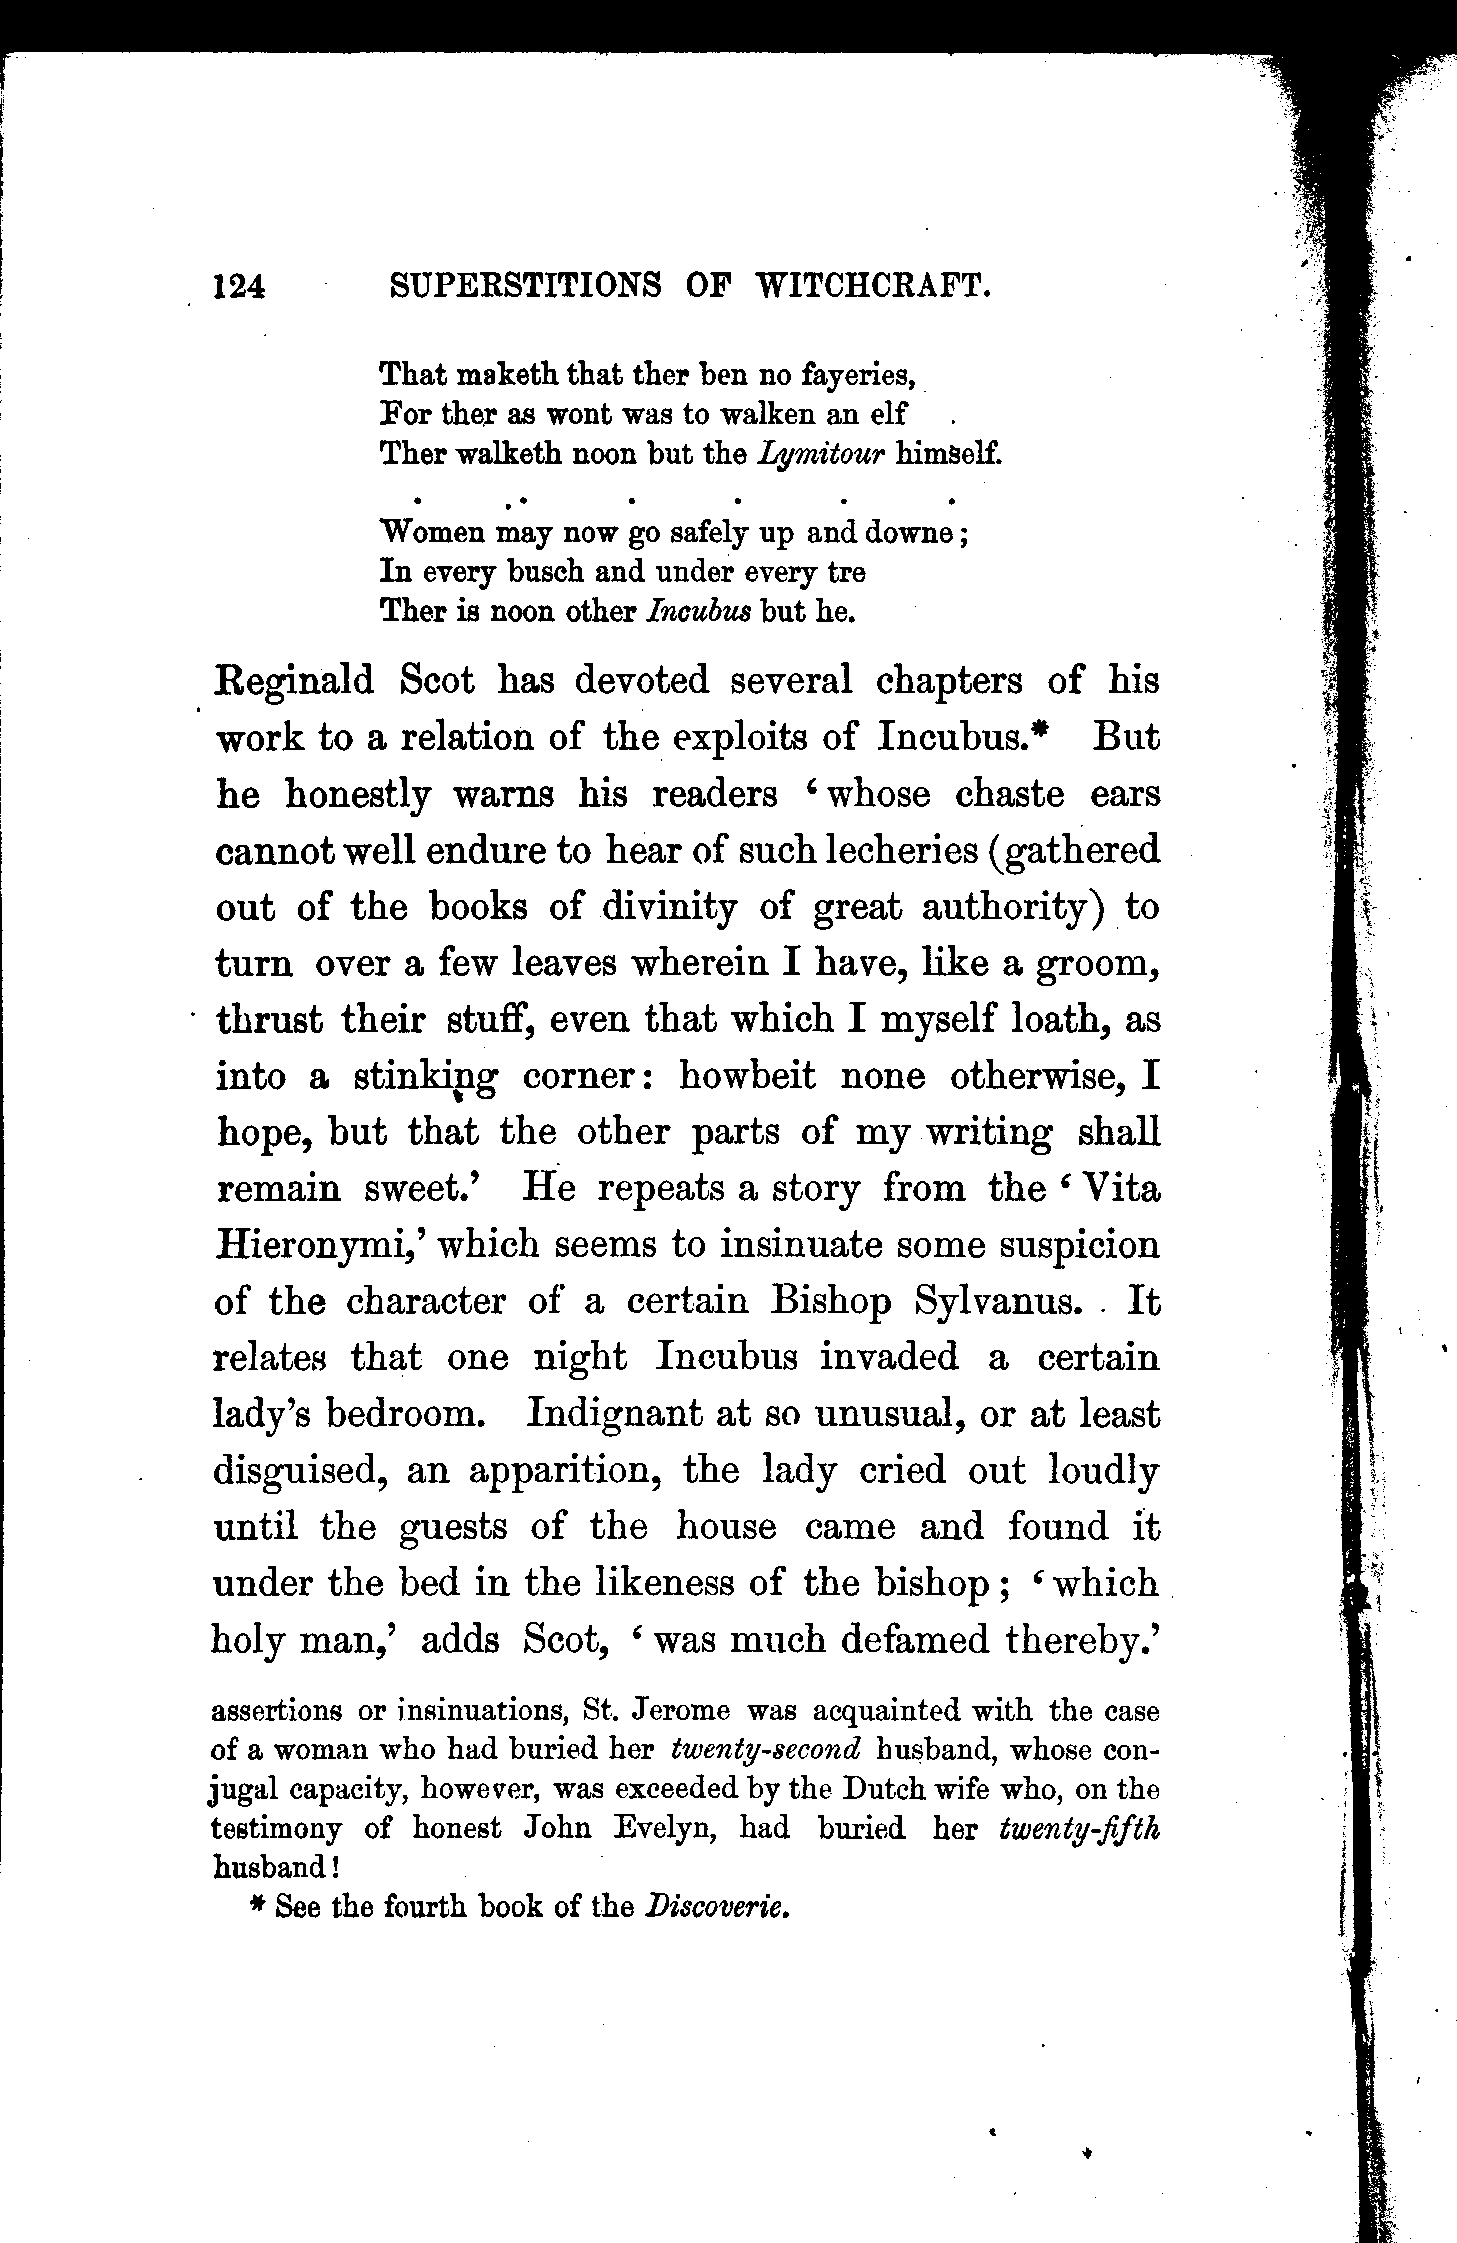 124 SUPERSTITIONS OF WITCHCRAFT.
That maketh that ther ben no fayeries,
For ther as wont was to walken an elf
Ther walketh noon but the Lymitour himself.
. . . . . .
Women may now go safely up and downe;
In every busch and under every tre
Ther is noon other Incubus but he.
Reginald Scot has devoted several chapters of his
work to a relation of the exploits of Incubus.* But
he honestly warns his readers ‘whose chaste ears
cannot well endure to hear of such lecheries (gathered
out of the books of divinity of great authority) to
turn over a few leaves wherein I have, like a groom,
thrust their stuff, even that which I myself loath, as
into a stinking corner: howbeit none otherwise, I
hope, but that the other parts of my writing shall
remain sweet.’ He repeats a story from the ‘Vita
Hieronymi,’ which seems to insinuate some suspicion
of the character of a certain Bishop Sylvanus. It
relates that one night Incubus invaded a certain
lady’s bedroom. Indignant at so unusual, or at least
disguised, an apparition, the lady cried out loudly
until the guests of the house came and found it
under the bed in the likeness of the bishop; ‘which
holy man,’ adds Scot, ‘was much defamed thereby.’
assertions or insinuations, St. Jerome was acquainted with the case
of a woman who had buried her twenty-second husband, whose con-
jugal capacity, however, was exceeded by the Dutch wife who, on the
testimony of honest John Evelyn, had buried her twenty-fifth
husband!
* See the fourth book of the Discoverie.